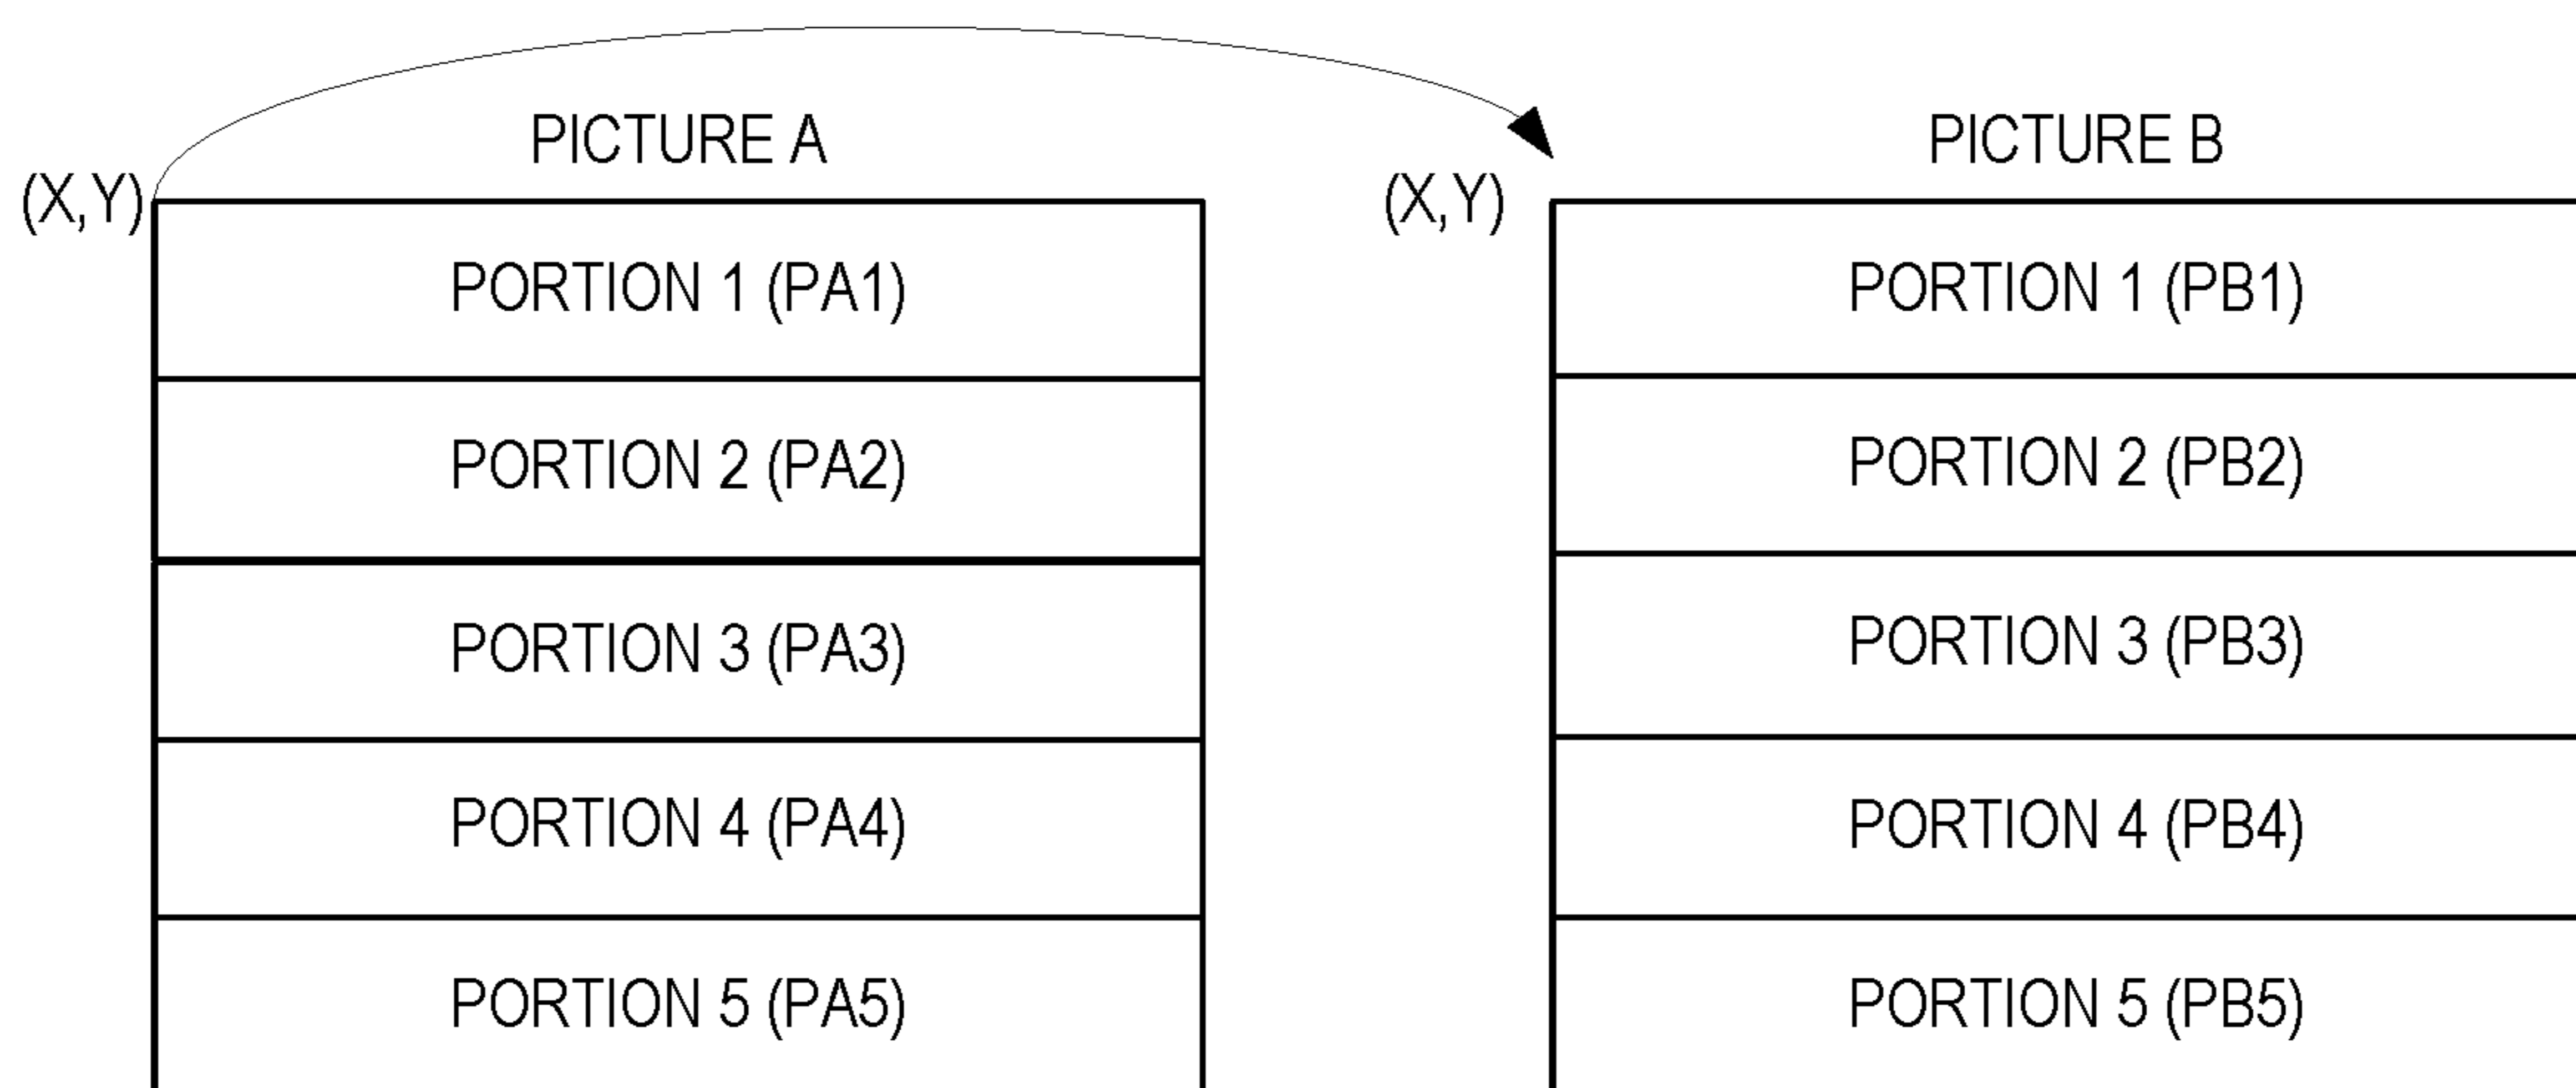 PICTURE A
PICTURE B
(X,Y)
(X,Y)
PORTION 1 (PA1)
PORTION 1 (PB1)
PORTION 2 (PA2)
PORTION 2 (PB2)
PORTION 3 (PA3)
PORTION 3 (PB3)
PORTION 4 (PA4)
PORTION 4 (PB4)
PORTION 5 (PA5)
PORTION 5 (PB5)